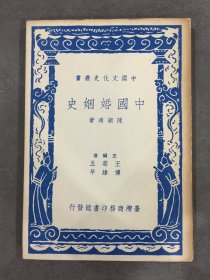 書叢史化文國中
史姻婚國中
著遠顧陳
編主
五雲王
平緯傅
行發館書印務商灣臺